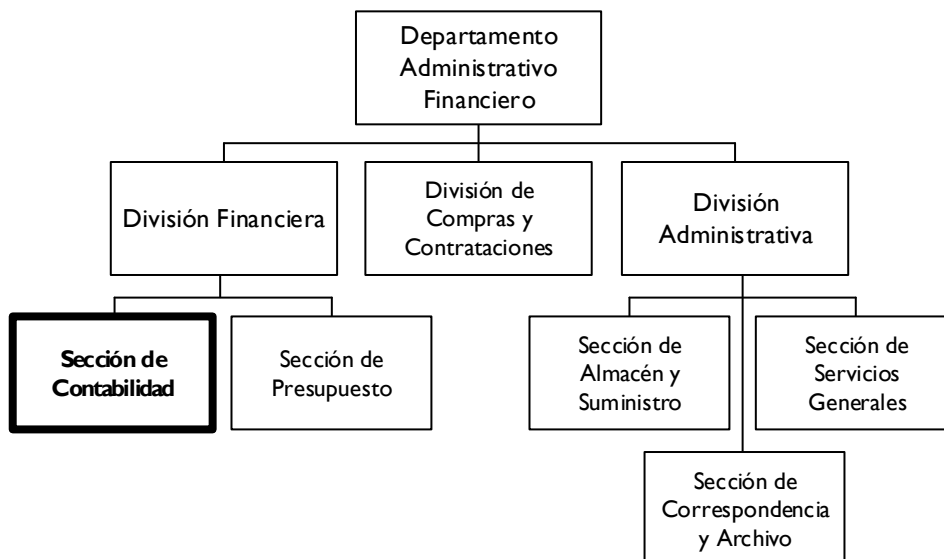 Departamento
Administrativo
Financiero
División Financiera
División de
Compras y
Contrataciones
División
Administrativa
Sección de
Contabilidad
Sección de
Presupuesto
Sección de
Almacén y
Suministro
Sección de
Servicios
Generales
Sección de
Correspondencia
y Archivo